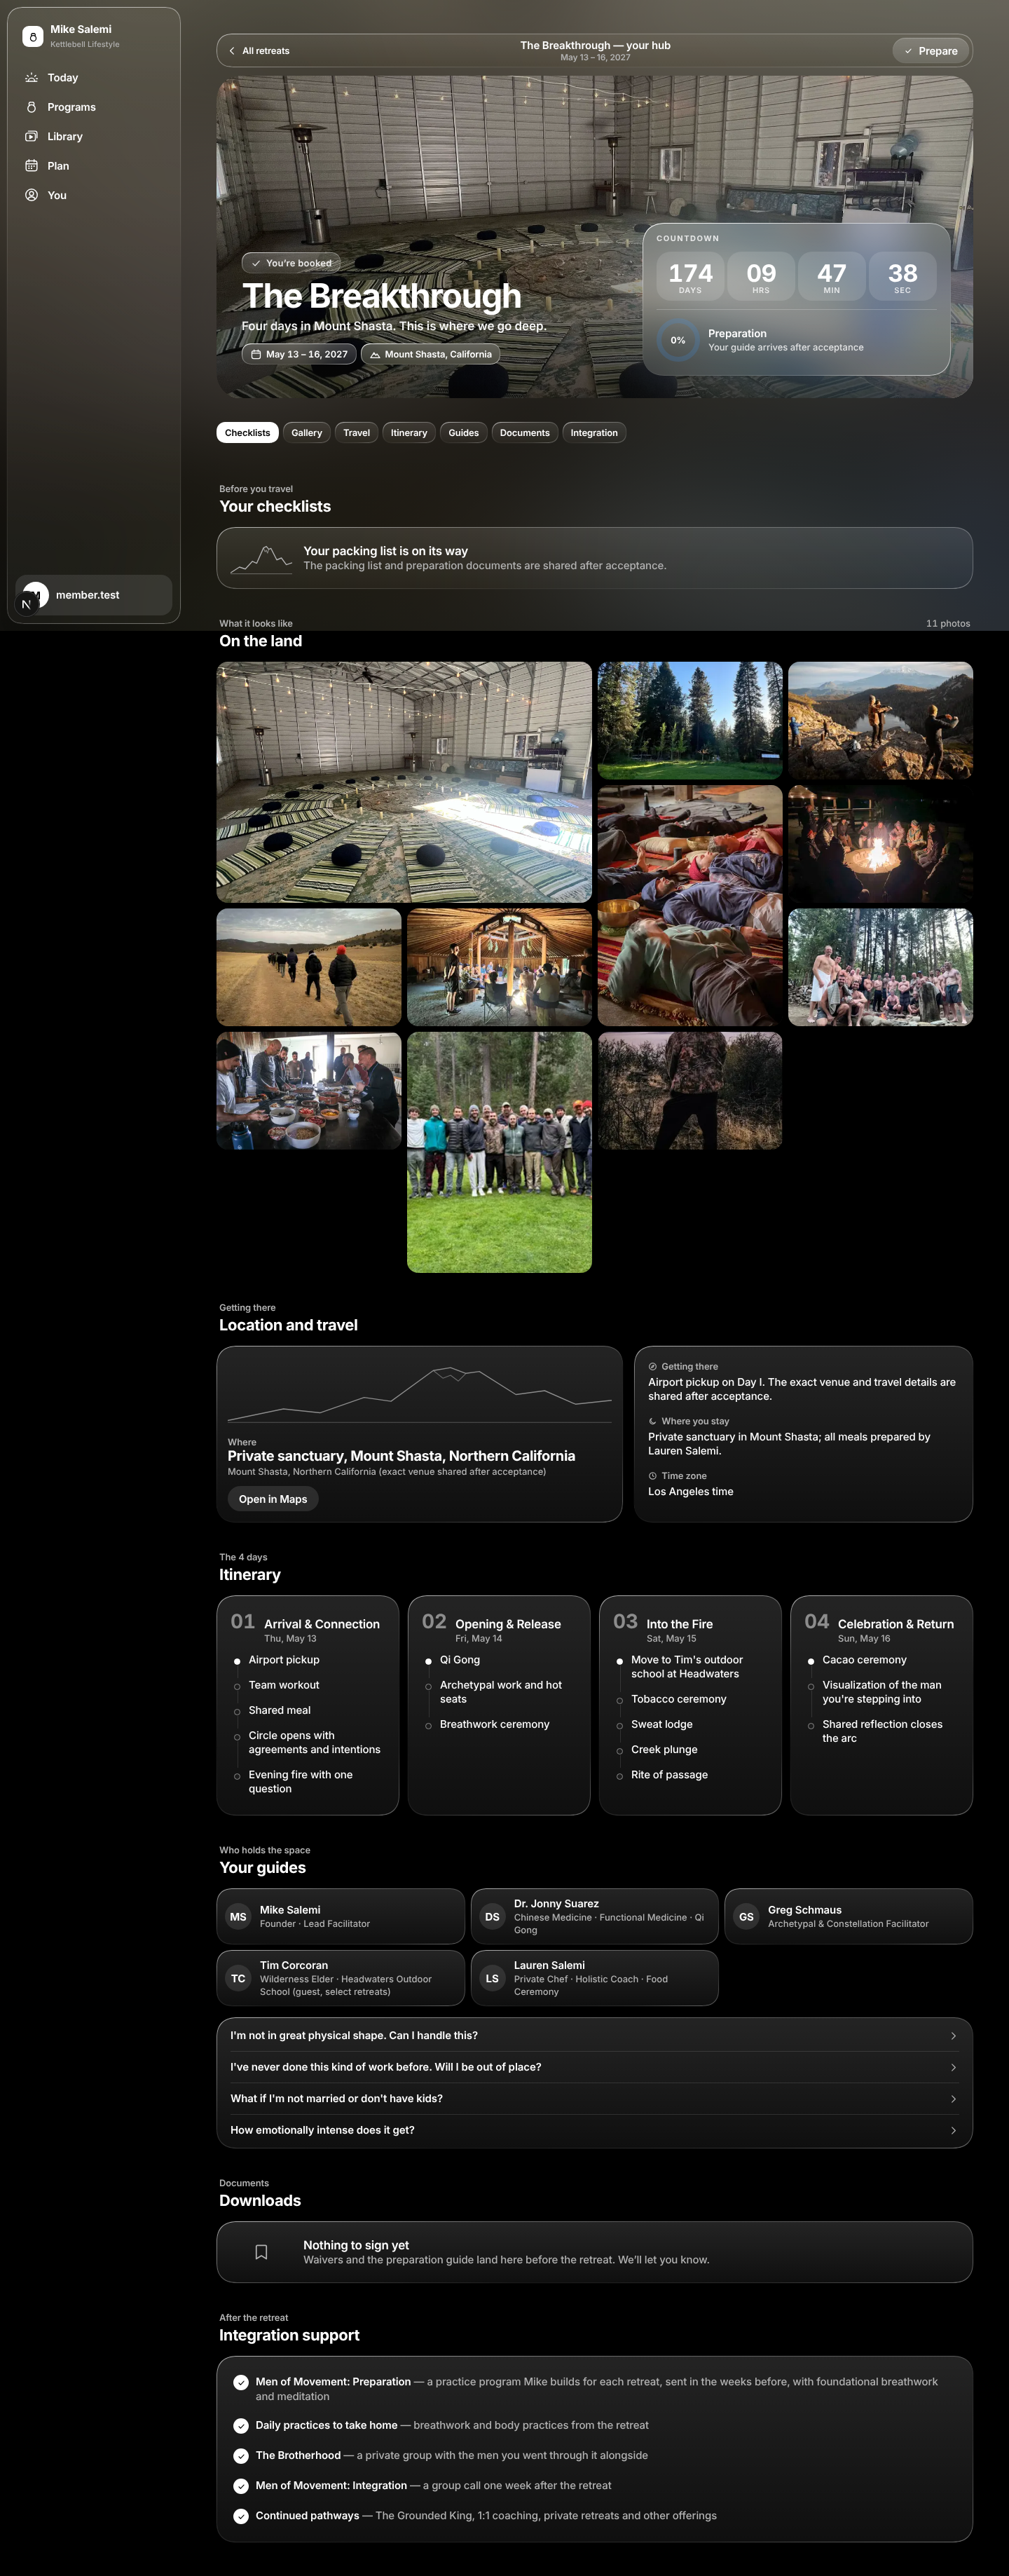 Mike Salemi
Kettlebell Lifestyle
Today
Programs
Library
Plan
You
member.test
All retreats
The Breakthrough — your hub
May 13 – 16, 2027
Prepare
You're booked
The Breakthrough
Four days in Mount Shasta. This is where we go deep.
May 13 – 16, 2027
Mount Shasta, California
COUNTDOWN
174
DAYS
09
HRS
47
MIN
38
SEC
0%
Preparation
Your guide arrives after acceptance
Checklists
Gallery
Travel
Itinerary
Guides
Documents
Integration
Before you travel
Your checklists
Your packing list is on its way
The packing list and preparation documents are shared after acceptance.
What it looks like
11 photos
On the land
Getting there
Location and travel
Where
Private sanctuary, Mount Shasta, Northern California
Mount Shasta, Northern California (exact venue shared after acceptance)
Open in Maps
Getting there
Airport pickup on Day I. The exact venue and travel details are
shared after acceptance.
Where you stay
Private sanctuary in Mount Shasta; all meals prepared by
Lauren Salemi.
Time zone
Los Angeles time
The 4 days
Itinerary
01
Arrival & Connection
Thu, May 13
Airport pickup
Team workout
Shared meal
Circle opens with
agreements and intentions
Evening fire with one
question
02
Opening & Release
Fri, May 14
Qi Gong
Archetypal work and hot
seats
Breathwork ceremony
03
Into the Fire
Sat, May 15
Move to Tim's outdoor
school at Headwaters
Tobacco ceremony
Sweat lodge
Creek plunge
Rite of passage
04
Celebration & Return
Sun, May 16
Cacao ceremony
Visualization of the man
you're stepping into
Shared reflection closes
the arc
Who holds the space
Your guides
MS
Mike Salemi
Founder · Lead Facilitator
DS
Dr. Jonny Suarez
Chinese Medicine · Functional Medicine · Qi
Gong
GS
Greg Schmaus
Archetypal & Constellation Facilitator
TC
Tim Corcoran
Wilderness Elder · Headwaters Outdoor
School (guest, select retreats)
LS
Lauren Salemi
Private Chef · Holistic Coach · Food
Ceremony
I'm not in great physical shape. Can I handle this?
I've never done this kind of work before. Will I be out of place?
What if I'm not married or don't have kids?
How emotionally intense does it get?
Documents
Downloads
Nothing to sign yet
Waivers and the preparation guide land here before the retreat. We'll let you know.
After the retreat
Integration support
Men of Movement: Preparation — a practice program Mike builds for each retreat, sent in the weeks before, with foundational breathwork
and meditation
Daily practices to take home — breathwork and body practices from the retreat
The Brotherhood — a private group with the men you went through it alongside
Men of Movement: Integration — a group call one week after the retreat
Continued pathways — The Grounded King, 1:1 coaching, private retreats and other offerings